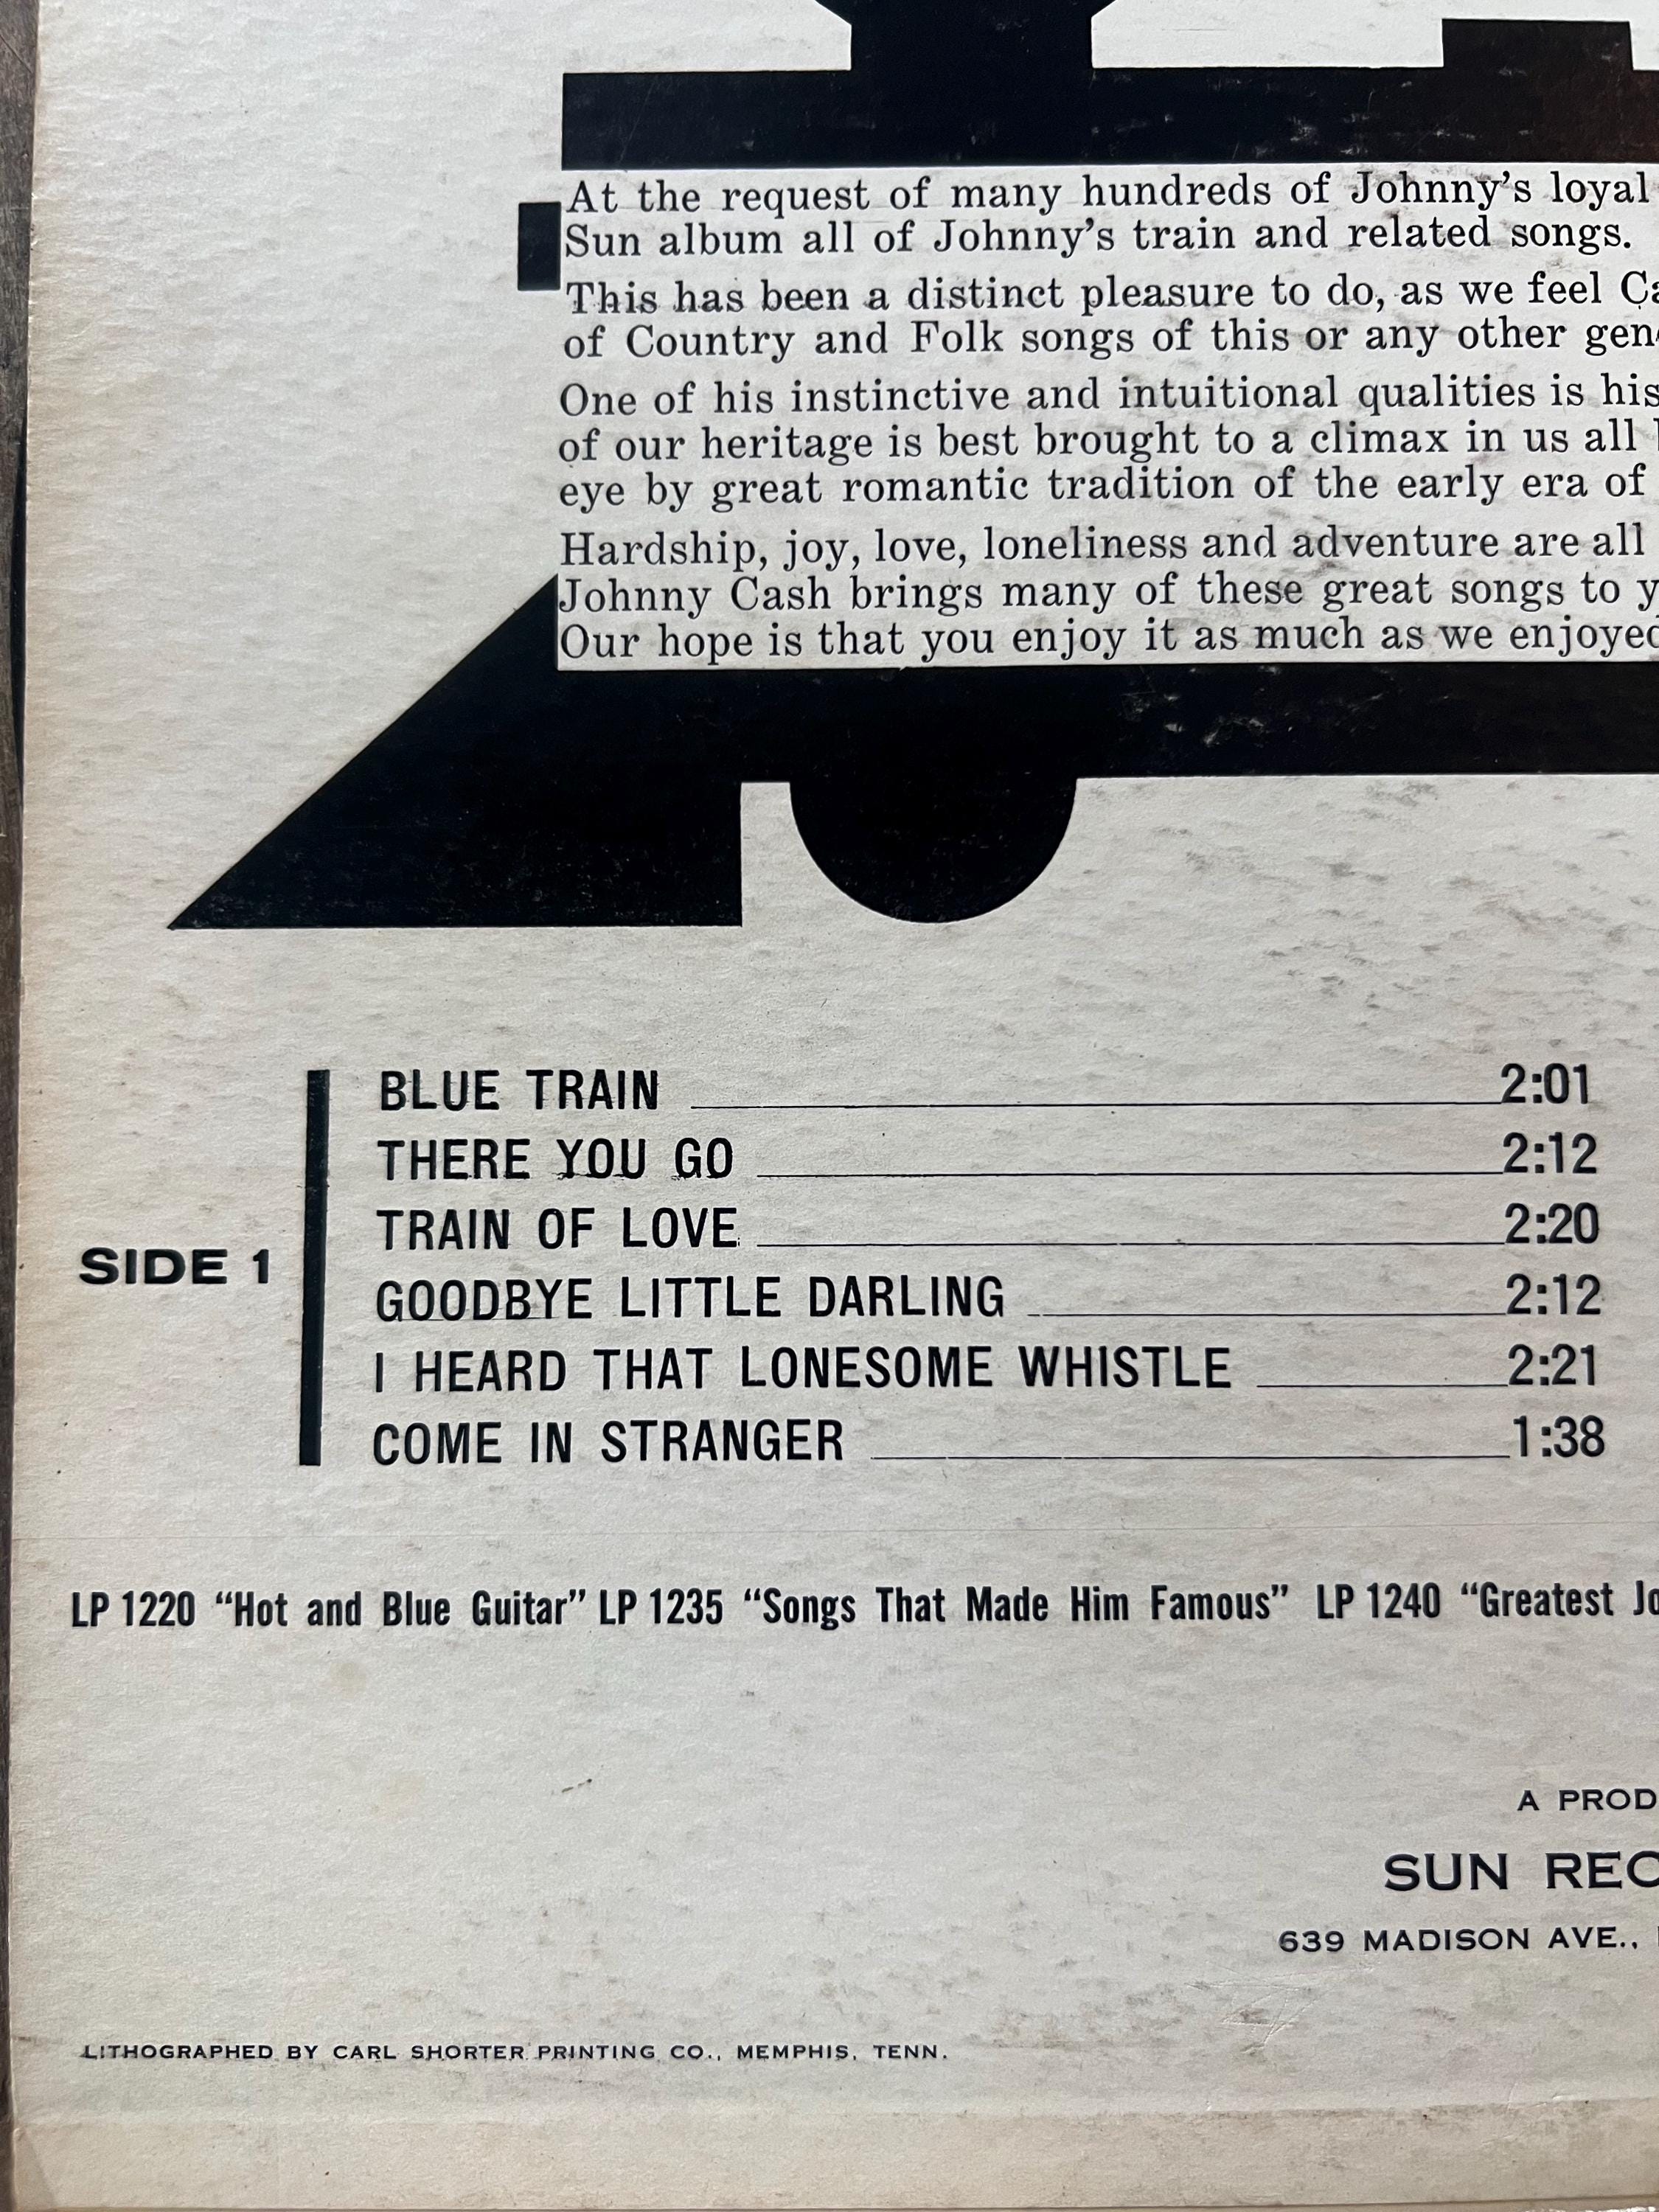 At the request of many hundreds of Johnny's loyal
Sun album all of Johnny's train and related songs.
This has been a distinct pleasure to do, as we feel
of Country and Folk songs of this or any other
One of his instinctive and intuitional qualities is his
of our heritage is best brought to a climax in us all
eye by great romantic tradition of the early era of
Hardship, joy, love, loneliness and adventure are all
Johnny Cash brings many of these great songs to
Our hope is that you enjoy it as much as we enjoyed
SIDE 1
BLUE TRAIN 2:01
THERE YOU GO 2:12
TRAIN OF LOVE 2:20
GOODBYE LITTLE DARLING 2:12
I HEARD THAT LONESOME WHISTLE 2:21
COME IN STRANGER 1:38
LP 1220 "Hot and Blue Guitar" LP 1235 "Songs That Made Him Famous" LP 1240 "Greatest
A PROD
SUN REC
639 MADISON AVE.,
LITHOGRAPHED BY CARL SHORTER PRINTING CO., MEMPHIS, TENN.